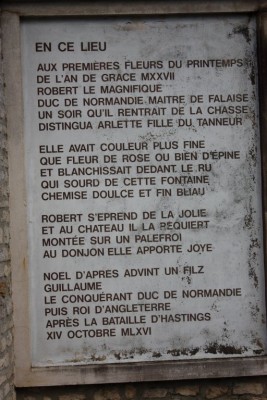 EN CE LIEU
AUX PREMIÈRES FLEURS DU PRINTEMPS
DE L'AN DE GRACE MXXVII
ROBERT LE MAGNIFIQUE
DUC DE NORMANDIE MAITRE DE FALAISE
UN SOIR QU'IL RENTRAIT DE LA CHASSE
DISTINGUA ARLETTE FILLE DU TANNEUR
ELLE AVAIT COULEUR PLUS FINE
QUE FLEUR DE ROSE OU BIEN D'ÉPINE
ET BLANCHISSAIT DEDANT LE RU
QUI SOURD DE CETTE FONTAINE
CHEMISE DOULCE ET FIN BLIAU
ROBERT S'EPREND DE LA JOLIE
ET AU CHATEAU IL LA REQUIERT
MONTÉE SUR UN PALEFROI
AU DONJON ELLE APPORTE JOYE
NOEL D'APRES ADVINT UN FILZ
GUILLAUME
LE CONQUÉRANT DUC DE NORMANDIE
PUIS ROI D'ANGLETERRE
APRÈS LA BATAILLE D'HASTINGS
XIV OCTOBRE MLXVI